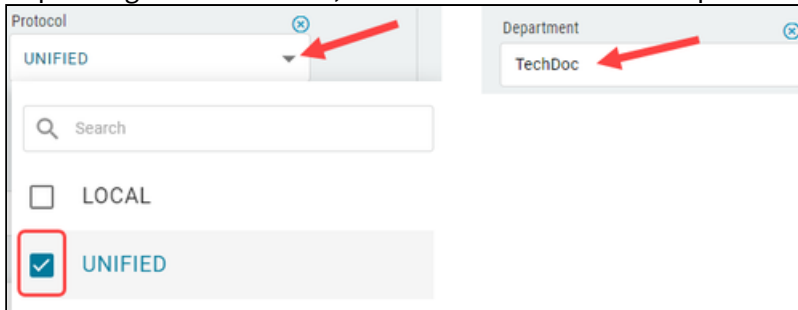 Protocol
UNIFIED
Search
LOCAL
UNIFIED
Department
TechDoc